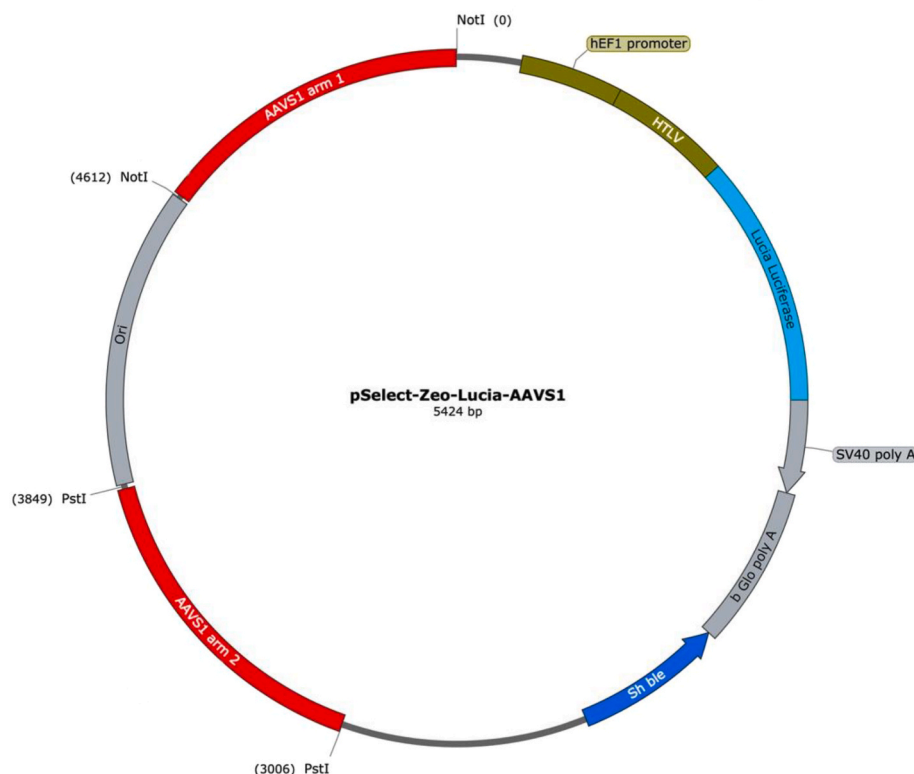 NotI (0)
hEF1 promoter
AAVS1 arm 1
HTLV
(4612) NotI
Lucia Luciferase
Ori
pSelect-Zeo-Lucia-AAVS1
5424 bp
SV40 poly A
(3849) PstI
b Glo poly A
AAVS1 arm 2
Sh ble
(3006) PstI